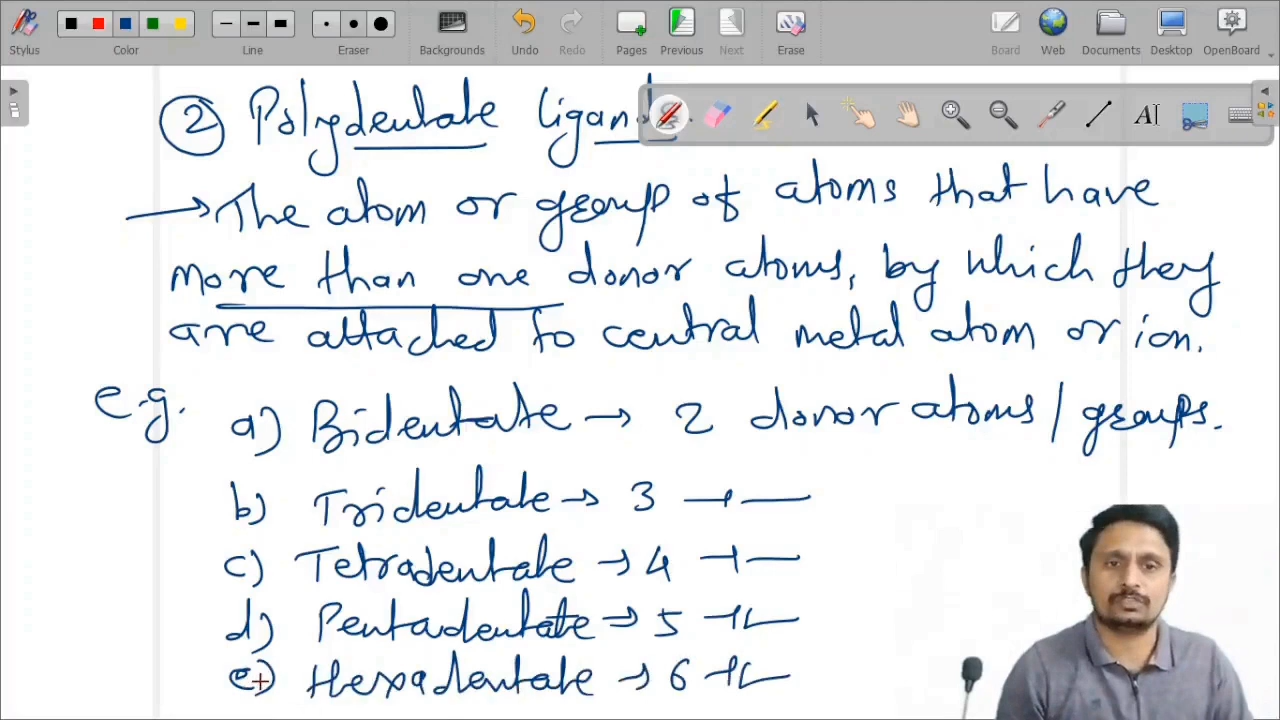 Stylus
Color
Line
Eraser
Backgrounds
Undo
Redo
Pages
Previous
Next
Erase
Board
Web
Documents
Desktop
OpenBoard
② Polydentate ligand
→ The atom or group of atoms that have
more than one donor atoms, by which they
are attached to central metal atom or ion.
e.g. a) Bidentate → 2 donor atoms / groups.
b) Tridentate → 3 —"—
c) Tetradentate → 4 —"—
d) Pentadentate → 5 —"—
e) Hexadentate → 6 —"—